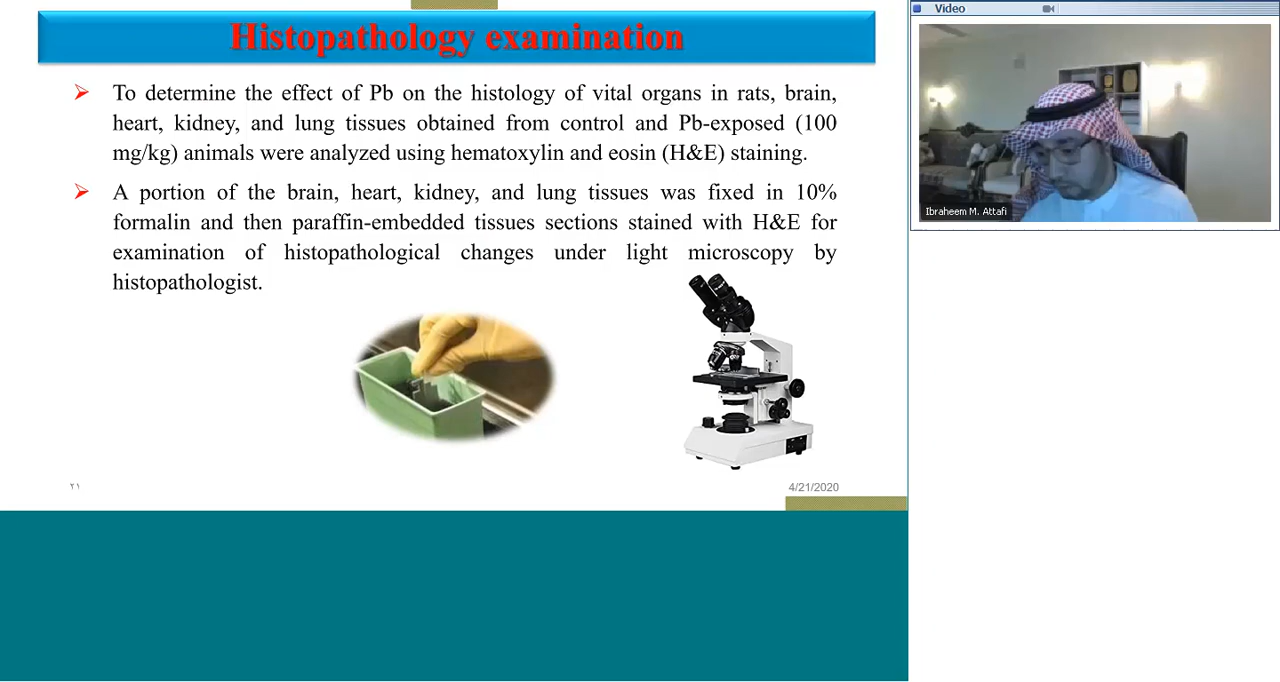 Histopathology examination
To determine the effect of Pb on the histology of vital organs in rats, brain,
heart, kidney, and lung tissues obtained from control and Pb-exposed (100
mg/kg) animals were analyzed using hematoxylin and eosin (H&E) staining.
A portion of the brain, heart, kidney, and lung tissues was fixed in 10%
formalin and then paraffin-embedded tissues sections stained with H&E for
examination of histopathological changes under light microscopy by
histopathologist.
٢١
4/21/2020
Video
Ibraheem M. Attafi